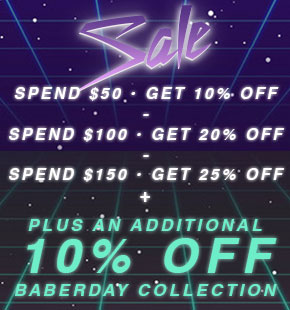 Sale
SPEND $50 · GET 10% OFF
-
SPEND $100 · GET 20% OFF
-
SPEND $150 · GET 25% OFF
+
PLUS AN ADDITIONAL
10% OFF
BABERDAY COLLECTION